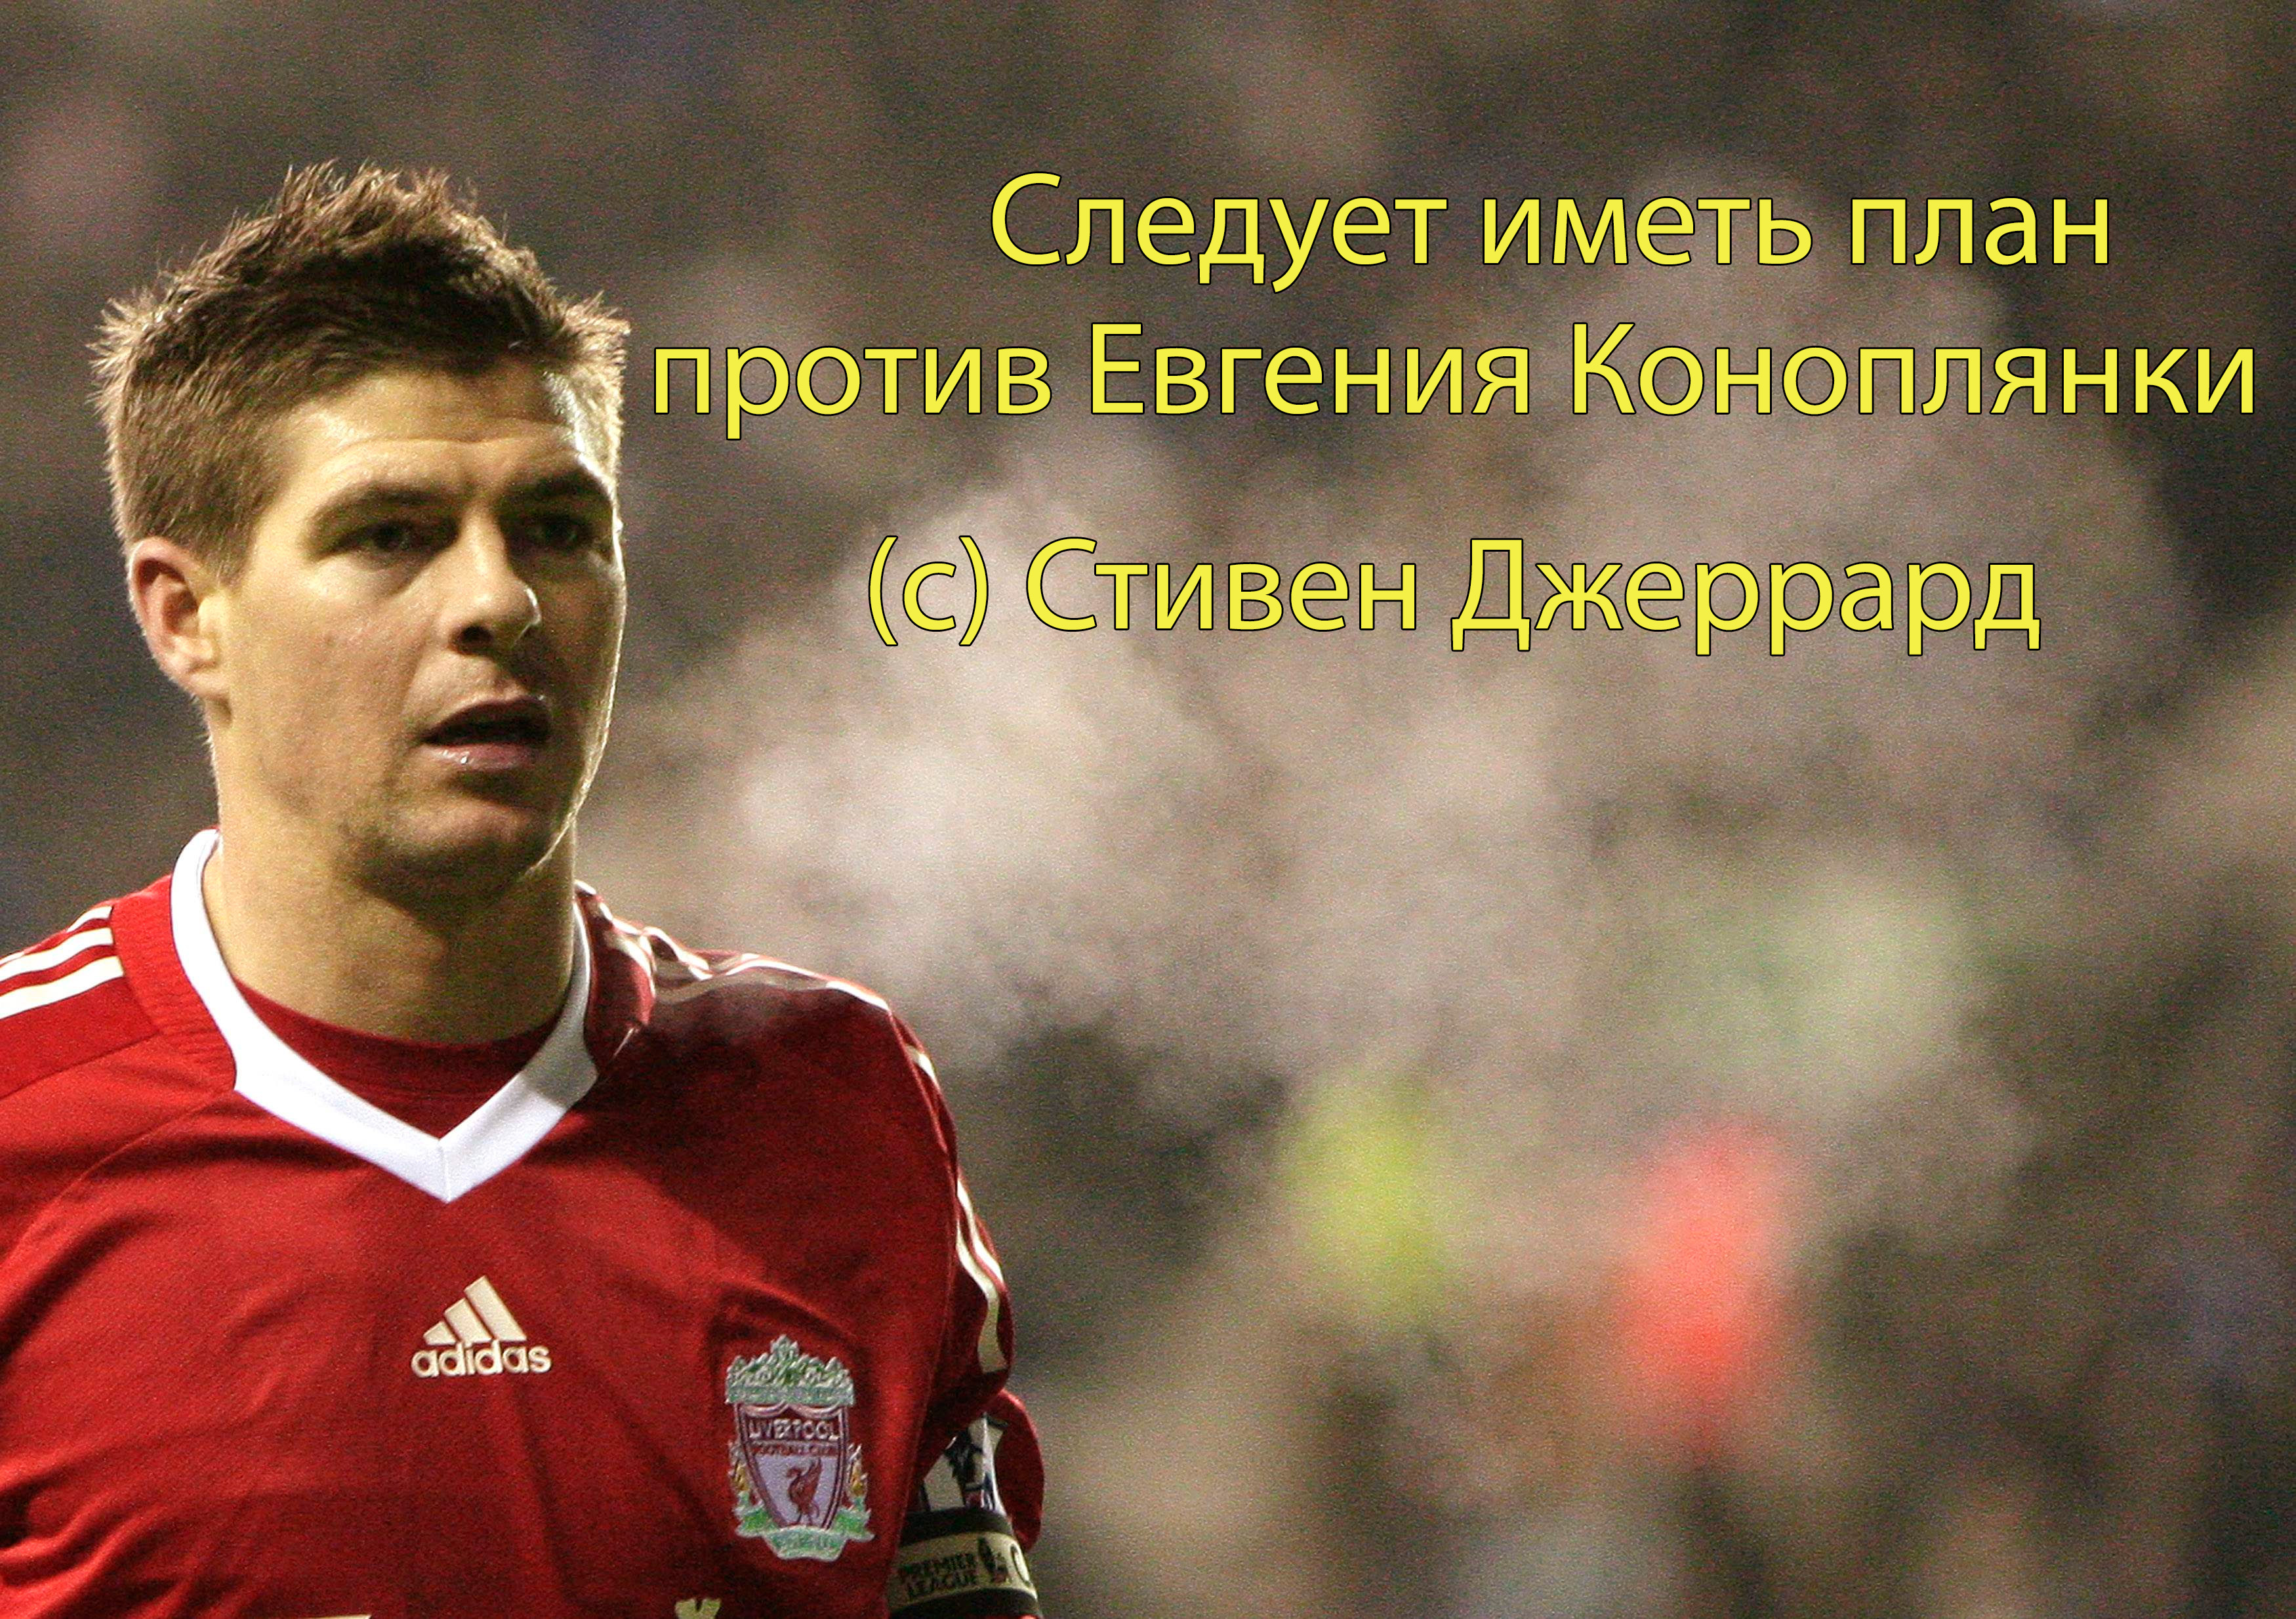 Следует иметь план
против Евгения Коноплянки
(с) Стивен Джеррард
adidas
LIVERPOOL
FOOTBALL CLUB
PREMIER
LEAGUE